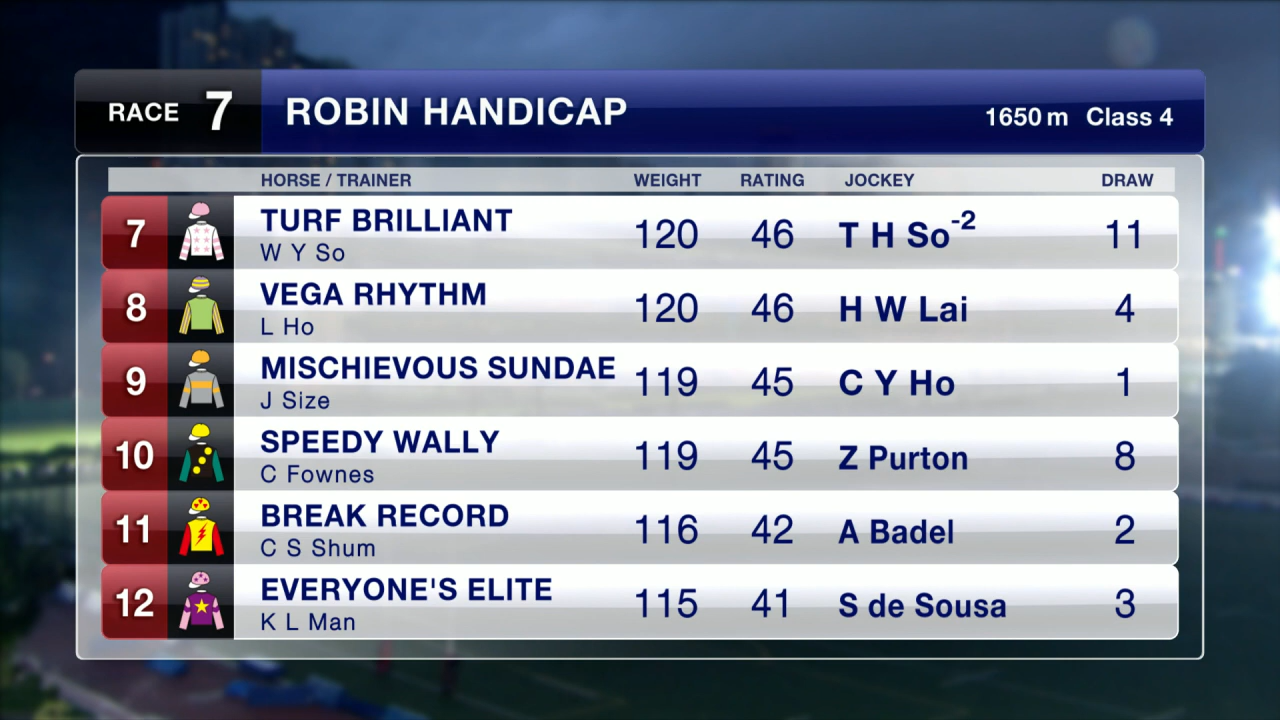 RACE 7 ROBIN HANDICAP 1650 m Class 4
HORSE / TRAINER WEIGHT RATING JOCKEY DRAW
7 TURF BRILLIANT 120 46 T H So-2 11
W Y So
8 VEGA RHYTHM 120 46 H W Lai 4
L Ho
9 MISCHIEVOUS SUNDAE 119 45 C Y Ho 1
J Size
10 SPEEDY WALLY 119 45 Z Purton 8
C Fownes
11 BREAK RECORD 116 42 A Badel 2
C S Shum
12 EVERYONE'S ELITE 115 41 S de Sousa 3
K L Man